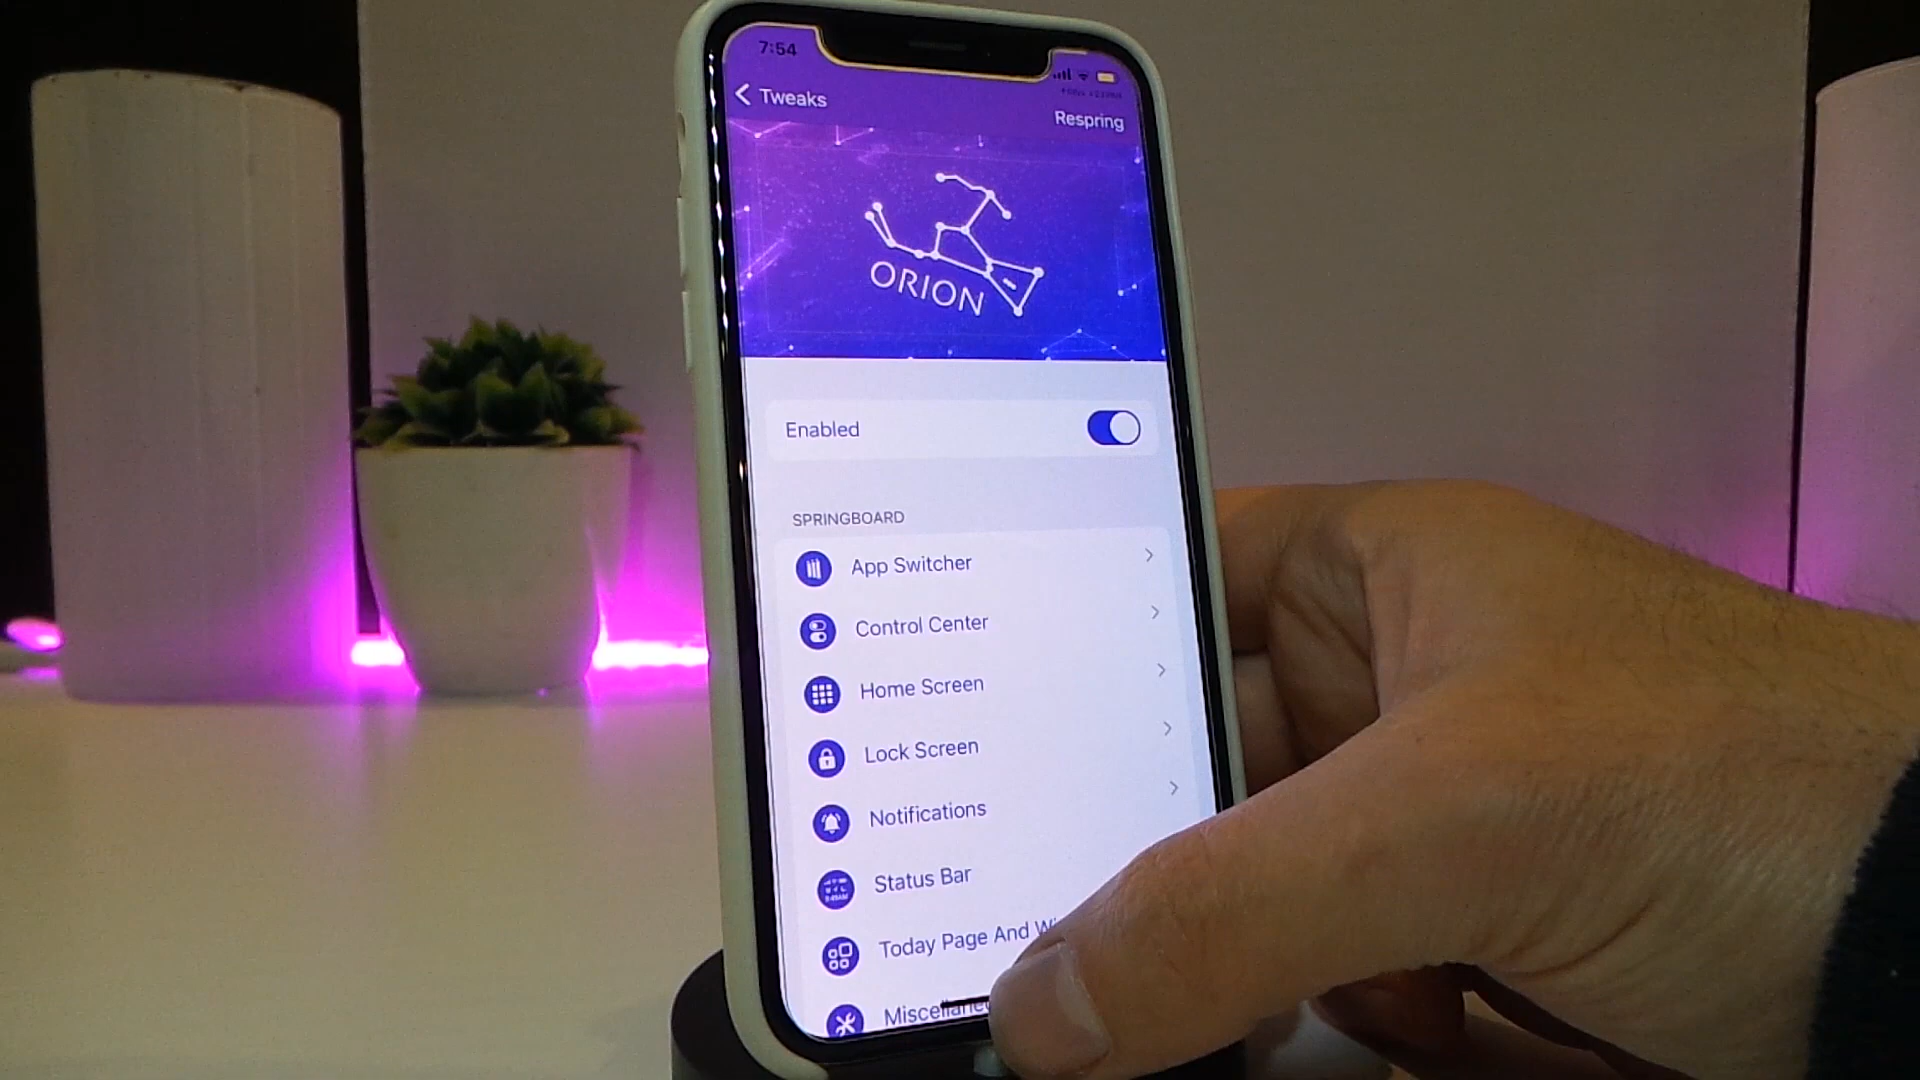 7:54
Tweaks
Respring
ORION
Enabled
SPRINGBOARD
App Switcher
Control Center
Home Screen
Lock Screen
Notifications
Status Bar
Today Page And